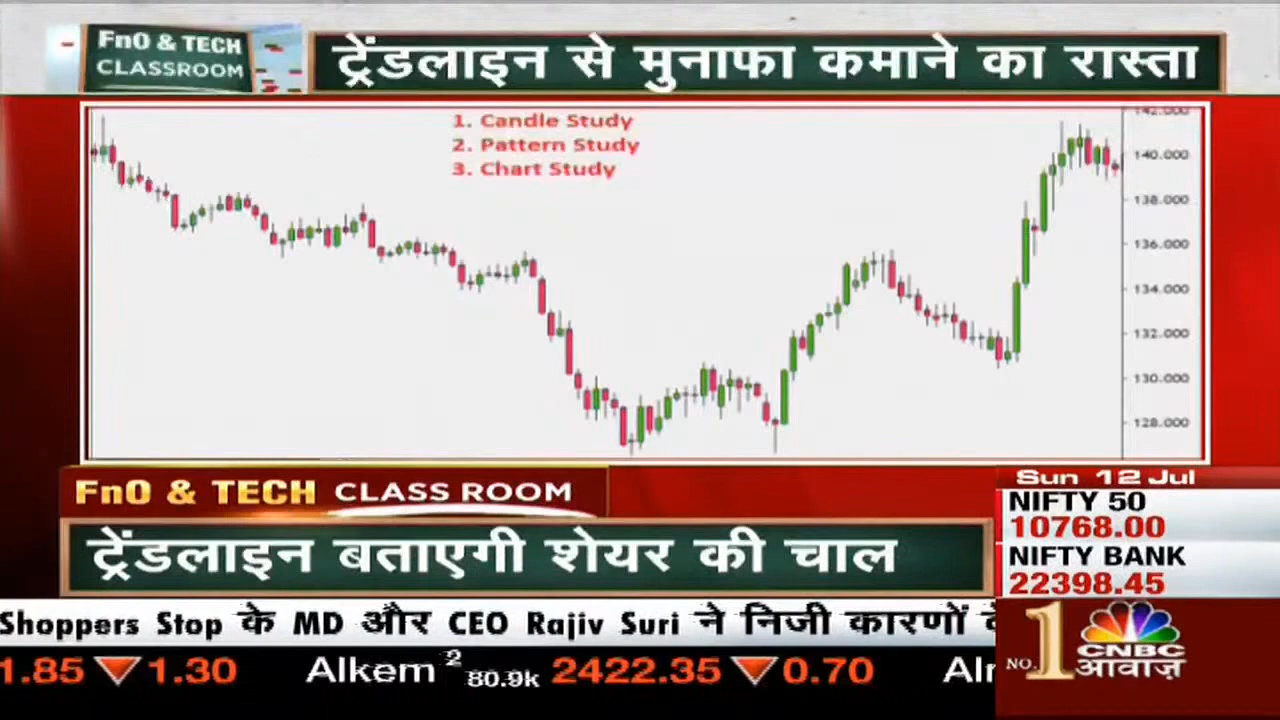 FnO & TECH
CLASSROOM
ट्रेंडलाइन से मुनाफा कमाने का रास्ता
1. Candle Study
2. Pattern Study
3. Chart Study
142.000
140.000
138.000
136.000
134.000
132.000
130.000
128.000
FnO & TECH CLASS ROOM
ट्रेंडलाइन बताएगी शेयर की चाल
Sun 12 Jul
NIFTY 50
10768.00
NIFTY BANK
22398.45
Shoppers Stop के MD और CEO Rajiv Suri ने निजी कारणों
1.85 ▼ 1.30 Alkem 2 80.9k 2422.35 ▼ 0.70
NO. 1 CNBC
आवाज़